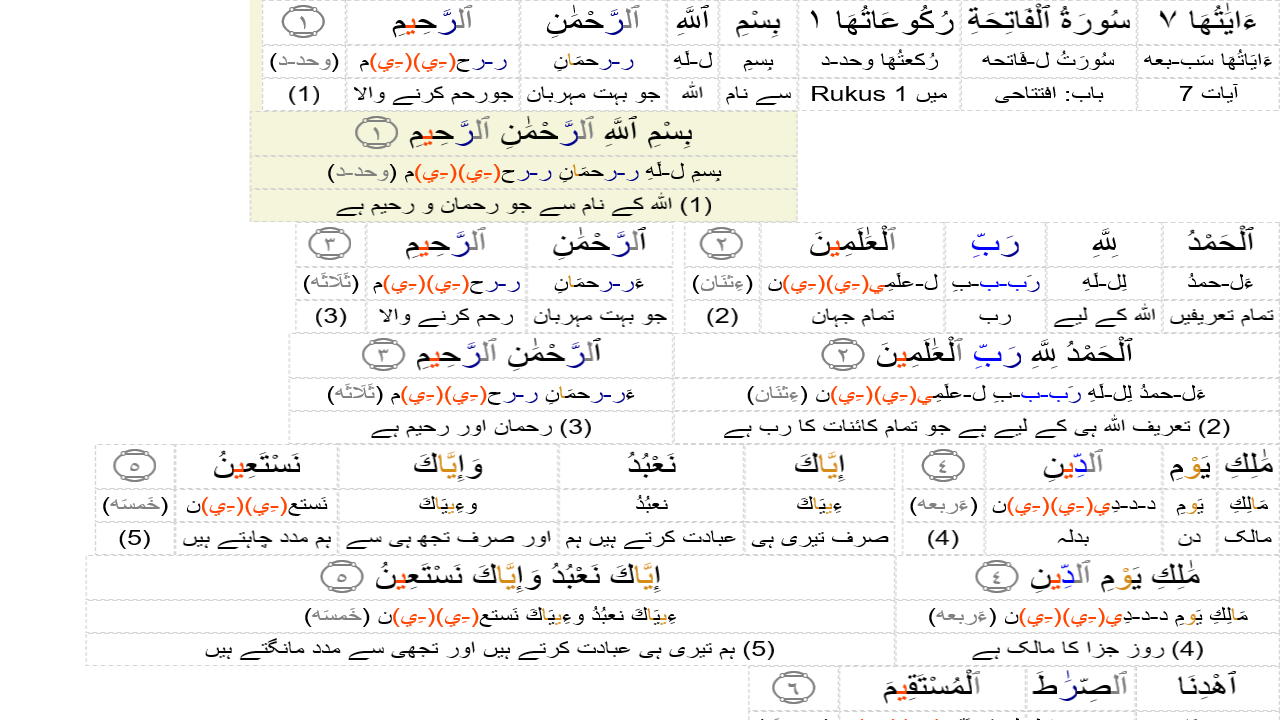 ءَايَٰتُهَا ٧ سُورَةُ ٱلْفَاتِحَةِ رُكُوعَاتُهَا ١ بِسْمِ ٱللَّهِ ٱلرَّحْمَٰنِ ٱلرَّحِيمِ ١
ءَايَاتُهَا سَب-بعه سُورَتُ ل-فَاتحه رُكعتُهَا وحد-د بِسمِ ل-لَهِ ر-رحمَانِ ر-رح(-ِي)(-ِي)م (وحد-د)
آیات 7 باب: افتتاحی میں 1 Rukus سے نام اللہ جو بہت مہربان جورحم کرنے والا (1)
بِسْمِ ٱللَّهِ ٱلرَّحْمَٰنِ ٱلرَّحِيمِ ١
بِسمِ ل-لَهِ ر-رحمَانِ ر-رح(-ِي)(-ِي)م (وحد-د)
(1) اللہ کے نام سے جو رحمان و رحیم ہے
ٱلْحَمْدُ لِلَّهِ رَبِّ ٱلْعَٰلَمِينَ ٢ ٱلرَّحْمَٰنِ ٱلرَّحِيمِ ٣
ءَل-حمدُ لِل-لَهِ رَب-ب-بِ ل-علَمِي(-ِي)(-ِي)ن (ءِثنَان) ءَر-رحمَانِ ر-رح(-ِي)(-ِي)م (ثَلَاثَه)
تمام تعریفیں اللہ کے لیے رب تمام جہان (2) جو بہت مہربان رحم کرنے والا (3)
ٱلْحَمْدُ لِلَّهِ رَبِّ ٱلْعَٰلَمِينَ ٢ ٱلرَّحْمَٰنِ ٱلرَّحِيمِ ٣
ءَل-حمدُ لِل-لَهِ رَب-ب-بِ ل-علَمِي(-ِي)(-ِي)ن (ءِثنَان) ءَر-رحمَانِ ر-رح(-ِي)(-ِي)م (ثَلَاثَه)
(2) تعریف اللہ ہی کے لیے ہے جو تمام کائنات کا رب ہے (3) رحمان اور رحیم ہے
مَٰلِكِ يَوْمِ ٱلدِّينِ ٤ إِيَّاكَ نَعْبُدُ وَإِيَّاكَ نَسْتَعِينُ ٥
مَالِكِ يَومِ د-د-دِي(-ِي)(-ِي)ن (ءَربعه) ءِييَاكَ نعبُدُ وءِييَاكَ نَستع(-ِي)(-ِي)ن (خَمسَه)
مالک دن بدلہ (4) صرف تیری ہی عبادت کرتے ہیں ہم اور صرف تجھ ہی سے ہم مدد چاہتے ہیں (5)
مَٰلِكِ يَوْمِ ٱلدِّينِ ٤ إِيَّاكَ نَعْبُدُ وَإِيَّاكَ نَسْتَعِينُ ٥
مَالِكِ يَومِ د-د-دِي(-ِي)(-ِي)ن (ءَربعه) ءِييَاكَ نعبُدُ وءِييَاكَ نَستع(-ِي)(-ِي)ن (خَمسَه)
(4) روز جزا کا مالک ہے (5) ہم تیری ہی عبادت کرتے ہیں اور تجھی سے مدد مانگتے ہیں
ٱهْدِنَا ٱلصِّرَٰطَ ٱلْمُسْتَقِيمَ ٦